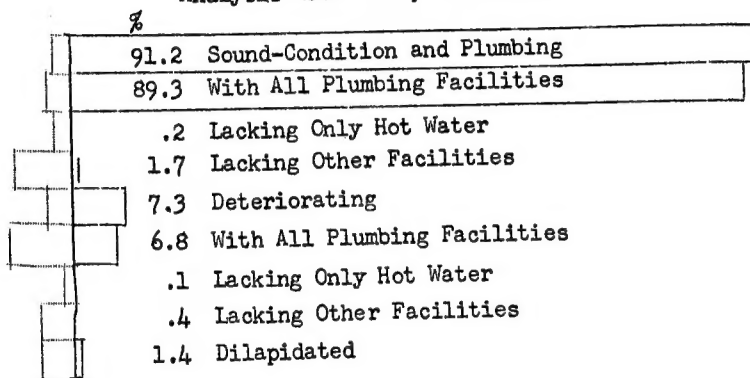 %
91.2 Sound-Condition and Plumbing
89.3 With All Plumbing Facilities
.2 Lacking Only Hot Water
1.7 Lacking Other Facilities
7.3 Deteriorating
6.8 With All Plumbing Facilities
.1 Lacking Only Hot Water
.4 Lacking Other Facilities
1.4 Dilapidated